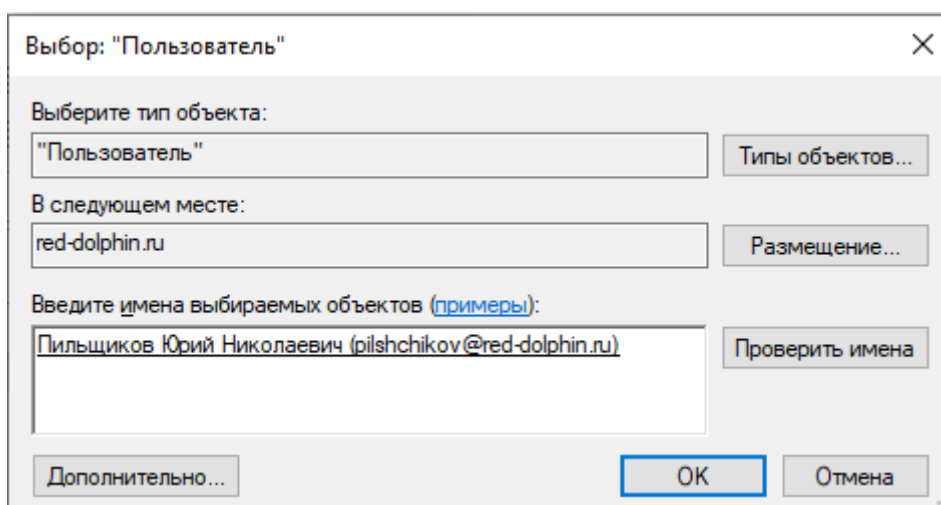 Выбор: "Пользователь"
Выберите тип объекта:
"Пользователь"
Типы объектов...
В следующем месте:
red-dolphin.ru
Размещение...
Введите имена выбираемых объектов (примеры):
Пильщиков Юрий Николаевич (pilshchikov@red-dolphin.ru)
Проверить имена
Дополнительно...
OK
Отмена